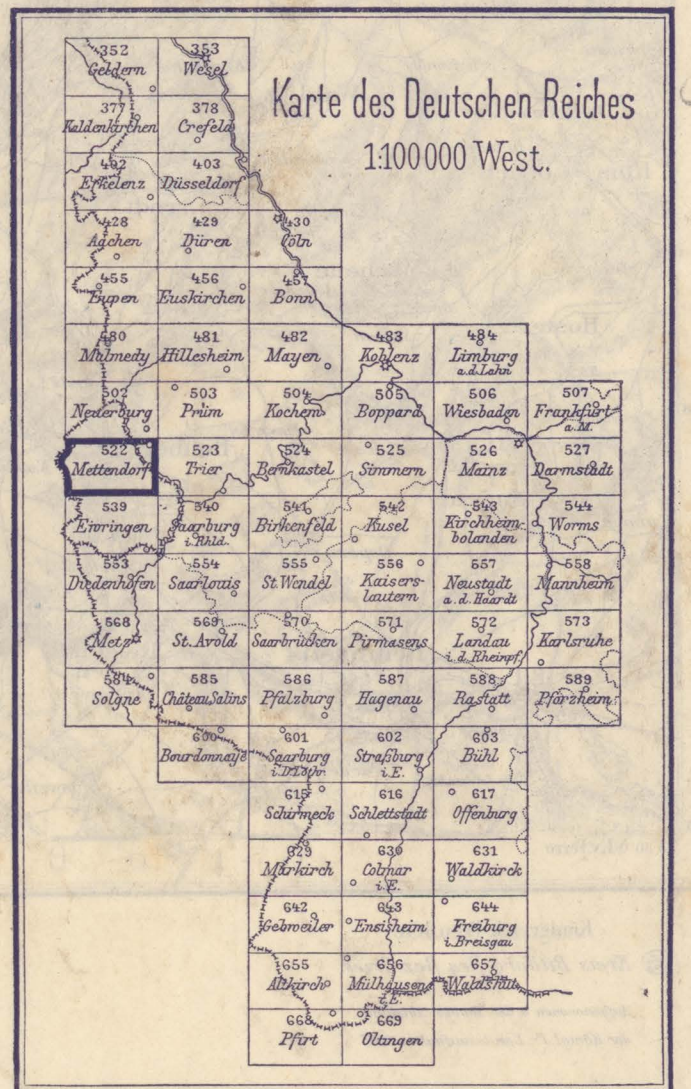 Karte des Deutschen Reiches
1:100000 West.
352 353
Geldern Wesel
377 378
Kaldenkirchen Crefeld
402 403
Erkelenz Düsseldorf
428 429 430
Aachen Düren Cöln
455 456 457
Eupen Euskirchen Bonn
480 481 482 483 484
Malmedy Hillesheim Mayen Koblenz Limburg
a.d.Lahn
502 503 504 505 506 507
Neuerburg Prüm Kochem Boppard Wiesbaden Frankfurt
a.M.
522 523 524 525 526 527
Mettendorf Trier Bernkastel Simmern Mainz Darmstadt
539 540 541 542 543 544
Ewringen Saarburg Birkenfeld Kusel Kirchheim Worms
i.Rhld. bolanden
553 554 555 556 557 558
Diedenhofen Saarlouis St.Wendel Kaisers- Neustadt Mannheim
lautern a.d.Haardt
568 569 570 571 572 573
Metz St.Avold Saarbrücken Pirmasens Landau Karlsruhe
i.d.Rheinpf.
584 585 586 587 588 589
Solgne Château Salins Pfalzburg Hagenau Rastatt Pforzheim
600 601 602 603
Bourdonnaye Saarburg Straßburg Bühl
i.D.Lothr. i.E.
615 616 617
Schirmeck Schlettstadt Offenburg
629 630 631
Markirch Colmar Waldkirck
i.E.
642 643 644
Gebweiler Ensisheim Freiburg
i.Breisgau
655 656 657
Altkirch Mülhausen Waldshut
i.E.
668 669
Pfirt Oltingen